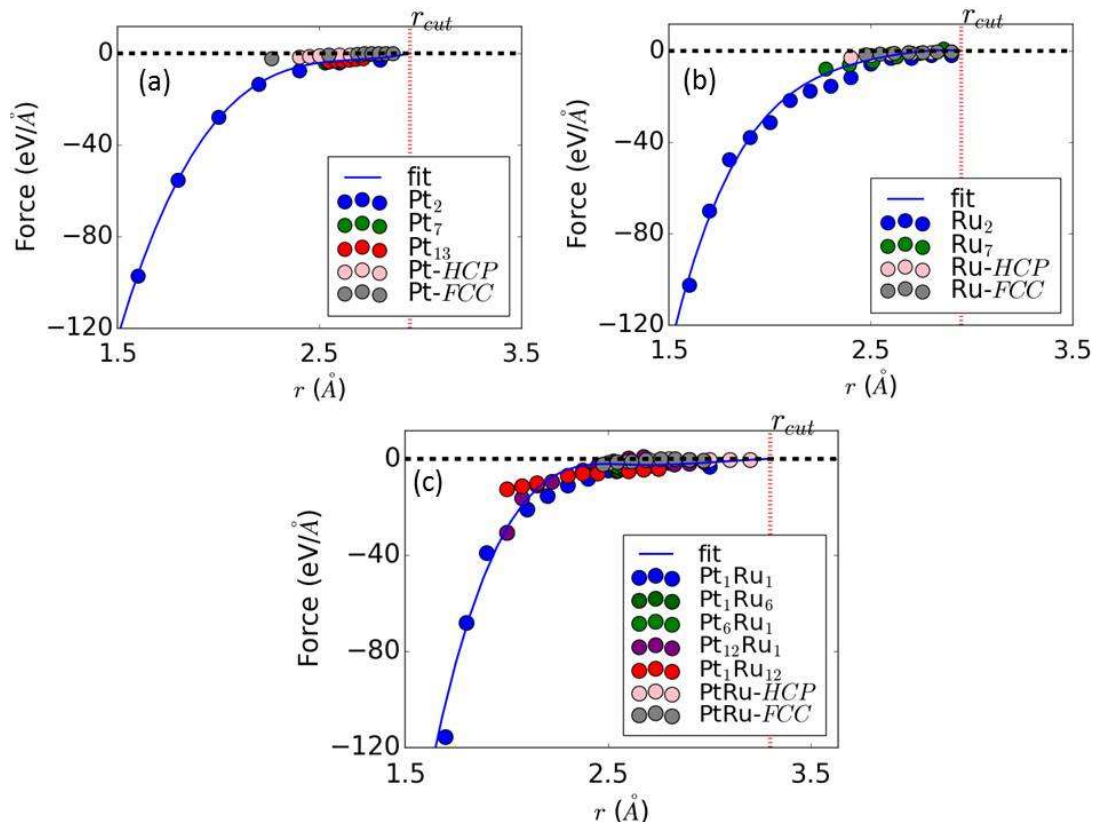 r_cut
(a)
0
−40
−80
−120
Force (eV/Å)
fit
Pt₂
Pt₇
Pt₁₃
Pt-HCP
Pt-FCC
1.5 2.5 3.5
r (Å)
r_cut
(b)
0
−40
−80
−120
Force (eV/Å)
fit
Ru₂
Ru₇
Ru-HCP
Ru-FCC
1.5 2.5 3.5
r (Å)
r_cut
(c)
0
−40
−80
−120
Force (eV/Å)
fit
Pt₁Ru₁
Pt₁Ru₆
Pt₆Ru₁
Pt₁₂Ru₁
Pt₁Ru₁₂
PtRu-HCP
PtRu-FCC
1.5 2.5 3.5
r (Å)